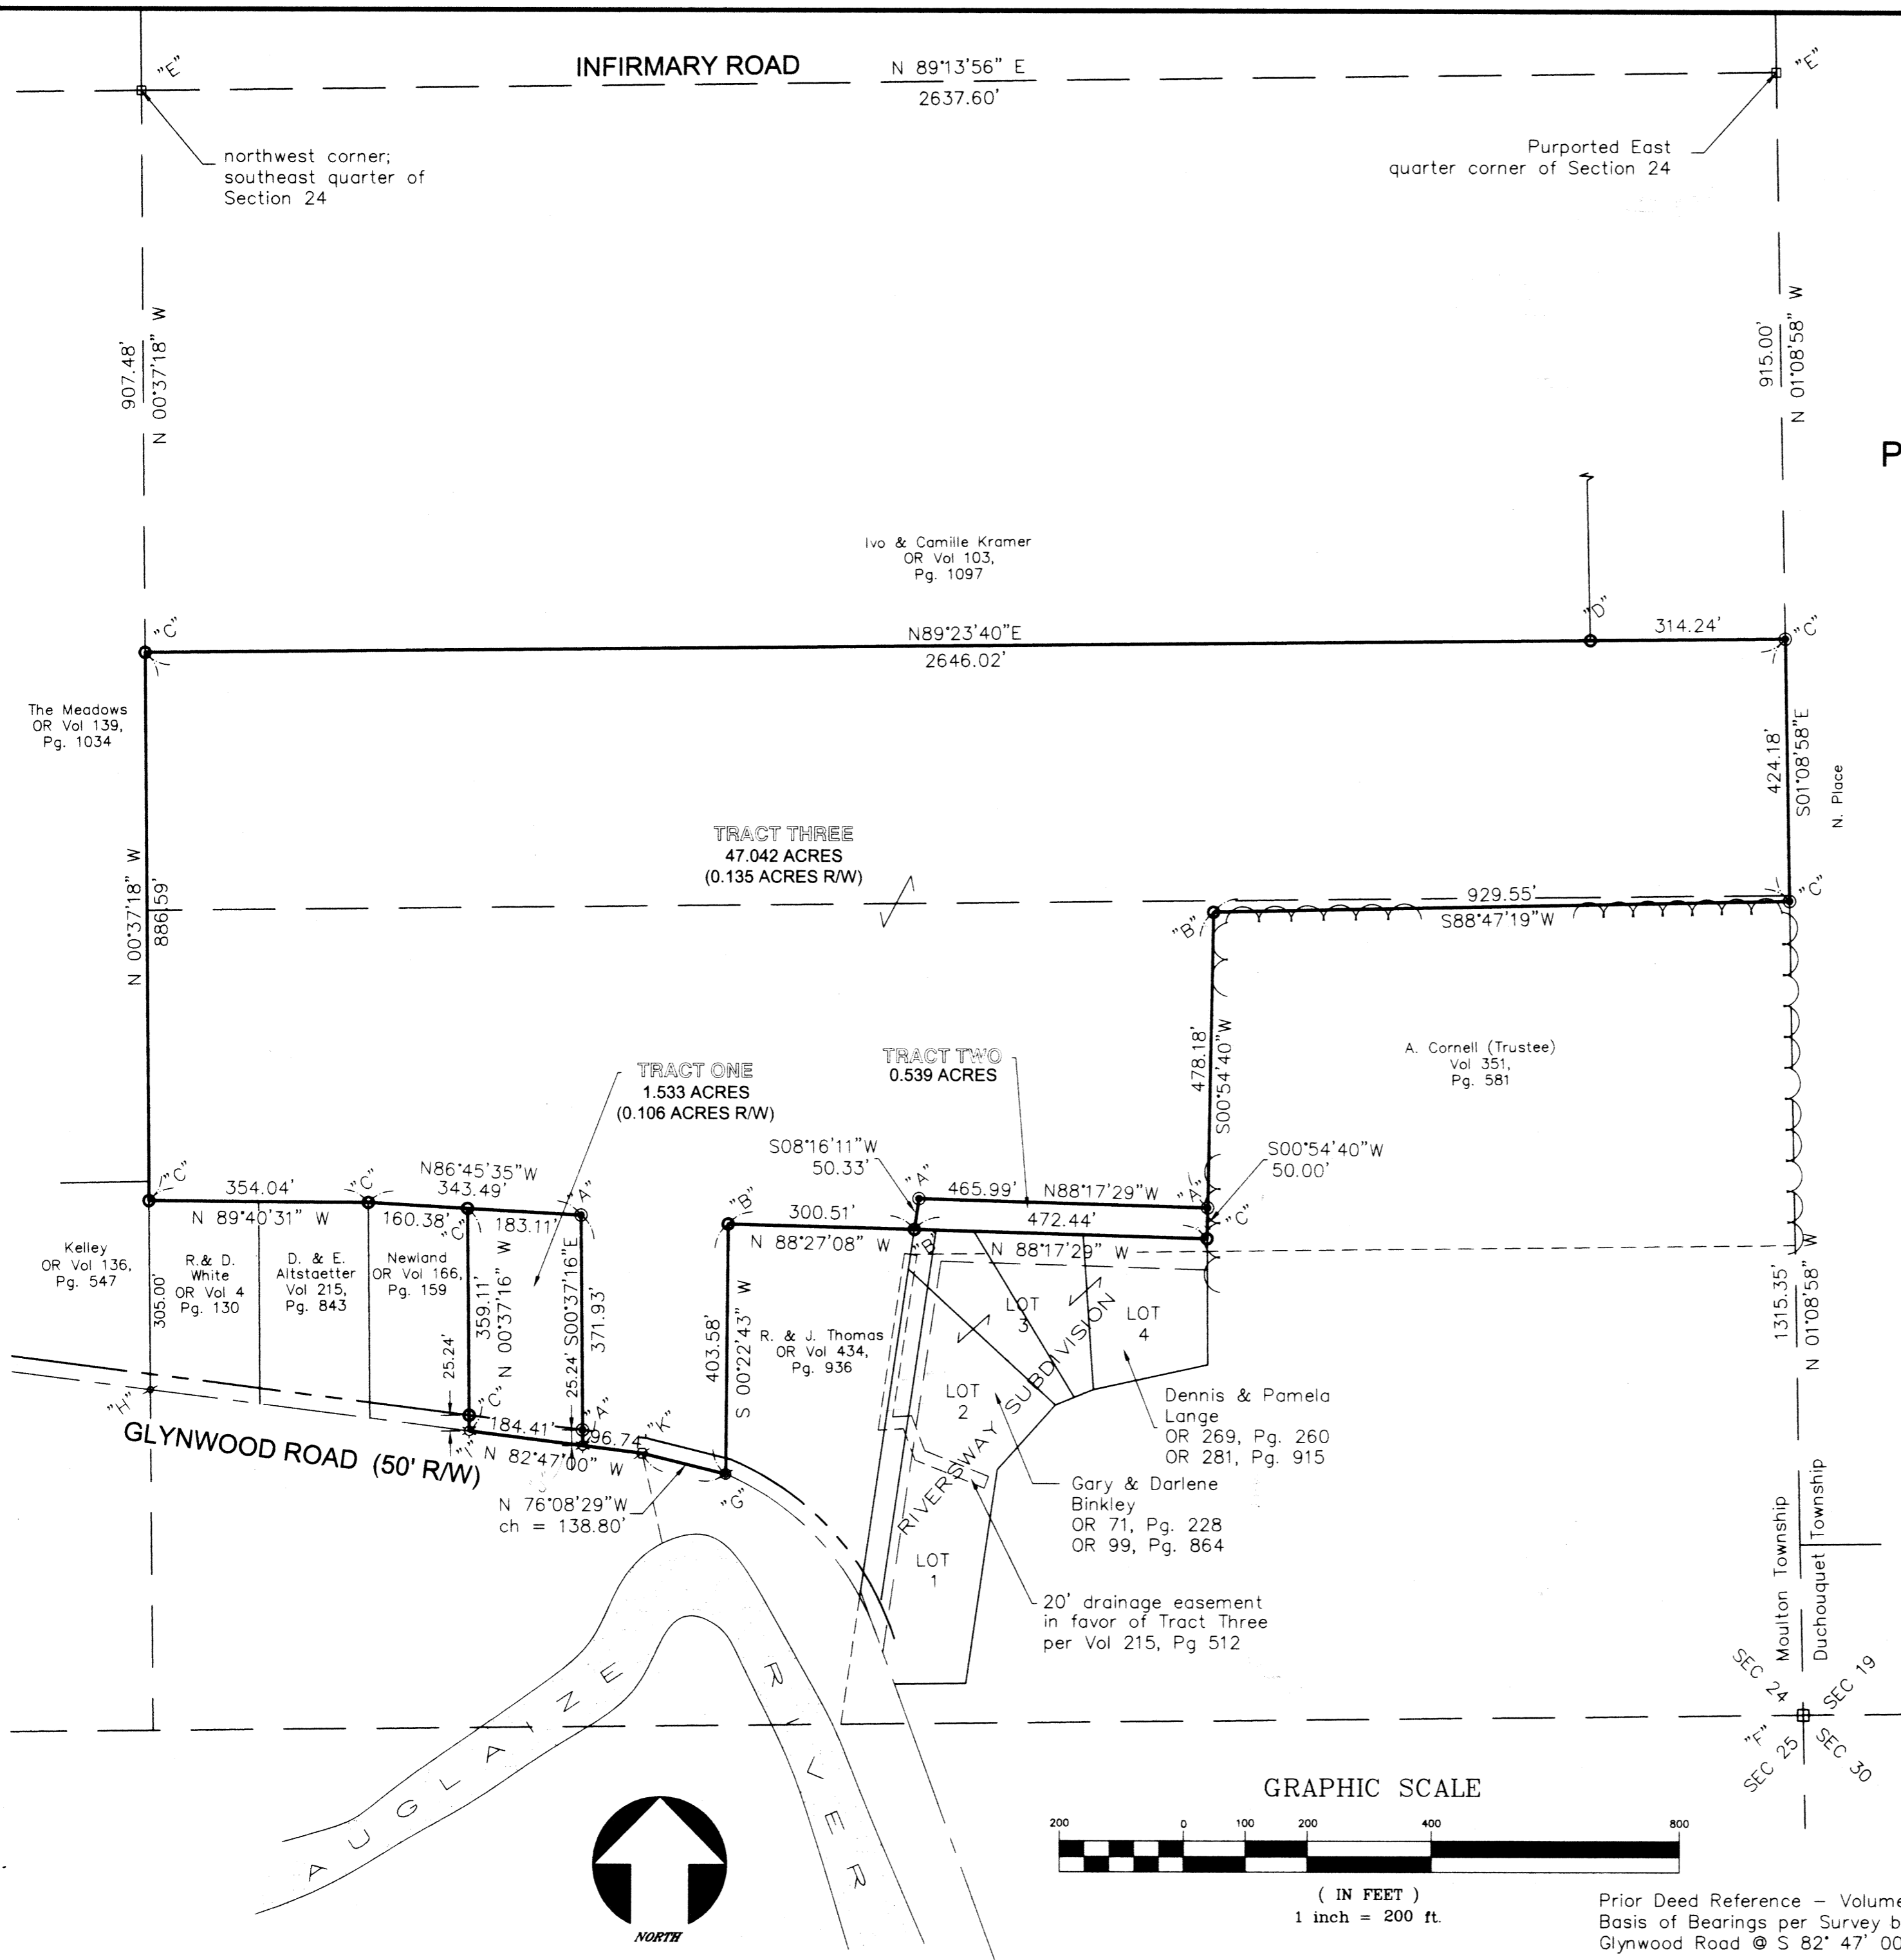 "E"
INFIRMARY ROAD
N 89°13'56" E
2637.60'
"E"
northwest corner;
southeast quarter of
Section 24
Purported East
quarter corner of Section 24
907.48'
N 00°37'18" W
915.00'
N 01°08'58" W
P
Ivo & Camille Kramer
OR Vol 103,
Pg. 1097
"C"
N89°23'40"E
2646.02'
"D"
314.24'
"C"
The Meadows
OR Vol 139,
Pg. 1034
424.18'
S01°08'58"E
N. Place
TRACT THREE
47.042 ACRES
(0.135 ACRES R/W)
N 00°37'18" W
886.59'
929.55'
S88°47'19"W
"C"
"B"
478.18'
S00°54'40"W
A. Cornell (Trustee)
Vol 351,
Pg. 581
TRACT ONE
1.533 ACRES
(0.106 ACRES R/W)
TRACT TWO
0.539 ACRES
S08°16'11"W
50.33'
S00°54'40"W
50.00'
"C"
354.04'
N 89°40'31" W
"C"
N86°45'35"W
343.49'
160.38'
183.11'
"C"
"A"
"B"
300.51'
N 88°27'08" W
"A"
465.99'
N88°17'29"W
"A"
472.44'
N 88°17'29" W
"B"
"C"
Kelley
OR Vol 136,
Pg. 547
305.00'
R.& D.
White
OR Vol 4
Pg. 130
D. & E.
Altstaetter
Vol 215,
Pg. 843
Newland
OR Vol 166,
Pg. 159
359.11'
N 00°37'16" W
25.24'
S00°37'16"E
371.93'
25.24'
403.58'
S 00°22'43" W
R. & J. Thomas
OR Vol 434,
Pg. 936
LOT
3
LOT
4
LOT
2
LOT
1
RIVERSWAY SUBDIVISION
1315.35'
N 01°08'58" W
"H"
GLYNWOOD ROAD (50' R/W)
"C"
"I"
184.41'
"A"
96.74'
"K"
N 82°47'00" W
"G"
N 76°08'29"W
ch = 138.80'
Dennis & Pamela
Lange
OR 269, Pg. 260
OR 281, Pg. 915
Gary & Darlene
Binkley
OR 71, Pg. 228
OR 99, Pg. 864
20' drainage easement
in favor of Tract Three
per Vol 215, Pg 512
Moulton Township
Duchouquet Township
SEC 24
SEC 19
"F"
SEC 25
SEC 30
AUGLAIZE RIVER
NORTH
GRAPHIC SCALE
200 0 100 200 400 800
( IN FEET )
1 inch = 200 ft.
Prior Deed Reference – Volume
Basis of Bearings per Survey b
Glynwood Road @ S 82° 47' 00